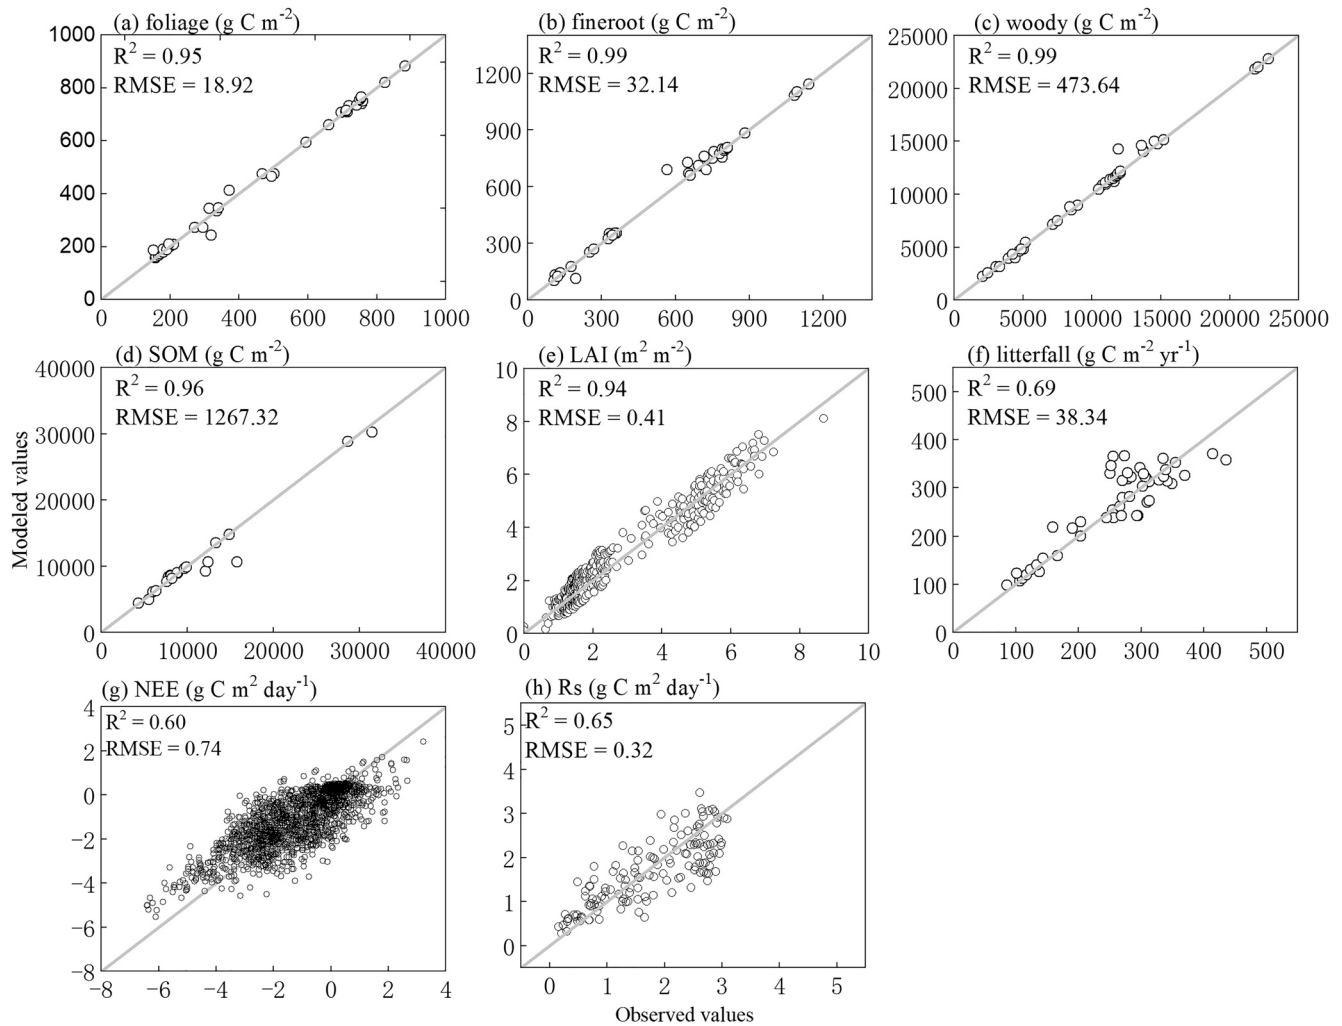 (a) foliage (g C m-2)
R2 = 0.95
RMSE = 18.92
1000
800
600
400
200
0
0 200 400 600 800 1000
(b) fineroot (g C m-2)
R2 = 0.99
RMSE = 32.14
1200
900
600
300
0
0 300 600 900 1200
(c) woody (g C m-2)
R2 = 0.99
RMSE = 473.64
25000
20000
15000
10000
5000
0
0 5000 10000 15000 20000 25000
(d) SOM (g C m-2)
R2 = 0.96
RMSE = 1267.32
40000
30000
20000
10000
0
0 10000 20000 30000 40000
Modeled values
(e) LAI (m2 m-2)
R2 = 0.94
RMSE = 0.41
10
8
6
4
2
0
0 2 4 6 8 10
(f) litterfall (g C m-2 yr-1)
R2 = 0.69
RMSE = 38.34
500
400
300
200
100
0
0 100 200 300 400 500
(g) NEE (g C m2 day-1)
R2 = 0.60
RMSE = 0.74
4
2
0
−2
−4
−6
−8
−8 −6 −4 −2 0 2 4
(h) Rs (g C m2 day-1)
R2 = 0.65
RMSE = 0.32
5
4
3
2
1
0
0 1 2 3 4 5
Observed values